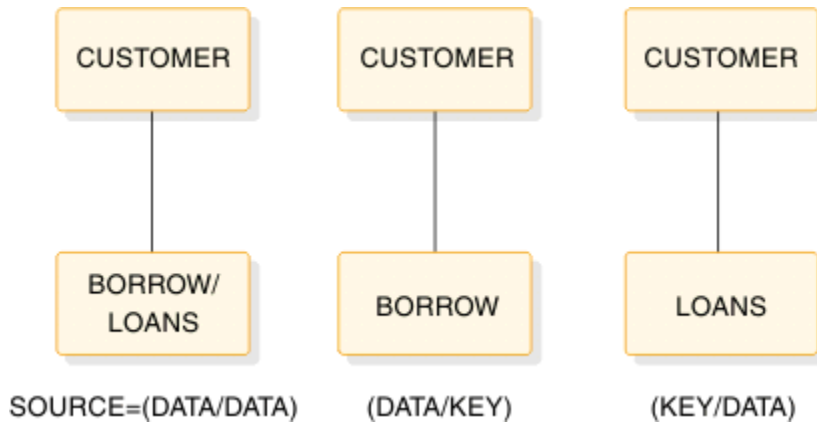 CUSTOMER
CUSTOMER
CUSTOMER
BORROW/
LOANS
BORROW
LOANS
SOURCE=(DATA/DATA)
(DATA/KEY)
(KEY/DATA)